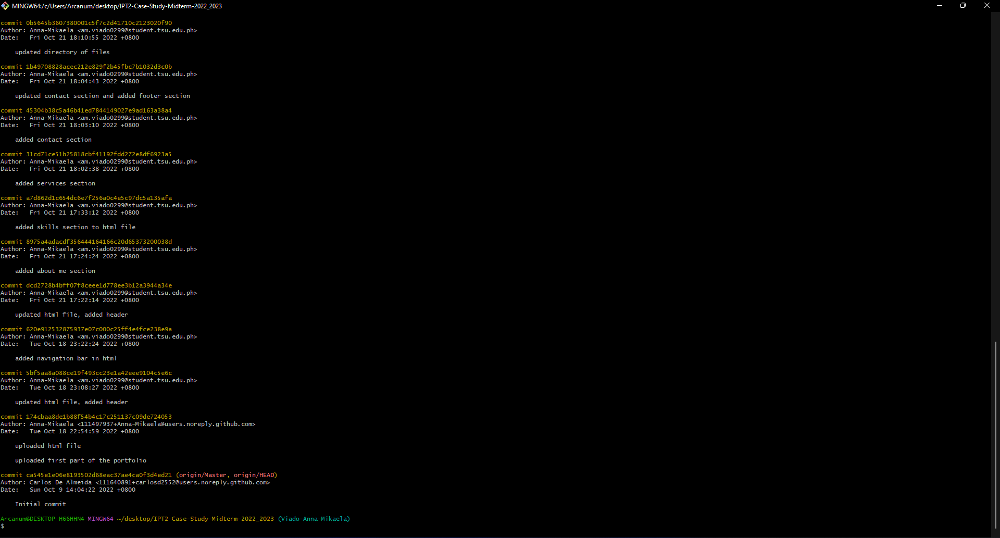 MINGW64:/c/Users/Arcanum/desktop/IPT2-Case-Study-Midterm-2022_2023
commit 0b5645b3607380001c5f7c2d41710c2123020f90
Author: Anna-Mikaela <am.viado0299@student.tsu.edu.ph>
Date:   Fri Oct 21 18:10:55 2022 +0800
updated directory of files
commit 1b49708828acec212e829f2b45fbc7b1032d3c0b
Author: Anna-Mikaela <am.viado0299@student.tsu.edu.ph>
Date:   Fri Oct 21 18:04:43 2022 +0800
updated contact section and added footer section
commit 45304b38c5a46b41ed7844149027e9ad163a38a4
Author: Anna-Mikaela <am.viado0299@student.tsu.edu.ph>
Date:   Fri Oct 21 18:03:10 2022 +0800
added contact section
commit 31cd71ce51b25818cbf41192fdd272e8df6923a5
Author: Anna-Mikaela <am.viado0299@student.tsu.edu.ph>
Date:   Fri Oct 21 18:02:38 2022 +0800
added services section
commit a7d862d1c654dc6e7f256a0c4e5c97dc5a135afa
Author: Anna-Mikaela <am.viado0299@student.tsu.edu.ph>
Date:   Fri Oct 21 17:33:12 2022 +0800
added skills section to html file
commit 8975a4adacdf356444164166c20d65373200038d
Author: Anna-Mikaela <am.viado0299@student.tsu.edu.ph>
Date:   Fri Oct 21 17:24:24 2022 +0800
added about me section
commit dcd2728b4bff07f8ceee1d778ee3b12a3944a34e
Author: Anna-Mikaela <am.viado0299@student.tsu.edu.ph>
Date:   Fri Oct 21 17:22:14 2022 +0800
updated html file, added header
commit 620e912532875937e07c000c25ff4e4fce238e9a
Author: Anna-Mikaela <am.viado0299@student.tsu.edu.ph>
Date:   Tue Oct 18 23:22:24 2022 +0800
added navigation bar in html
commit 5bf5aa8a088ce19f493cc23e1a42eee9104c5e6c
Author: Anna-Mikaela <am.viado0299@student.tsu.edu.ph>
Date:   Tue Oct 18 23:08:27 2022 +0800
updated html file, added header
commit 174cbaa8de1b88f54b4c17c251137c09de724053
Author: Anna-Mikaela <111497937+Anna-Mikaela@users.noreply.github.com>
Date:   Tue Oct 18 22:54:59 2022 +0800
uploaded html file
uploaded first part of the portfolio
commit ca545e1e06e8193502d68eac37ae4ca0f3d4ed21 (origin/Master, origin/HEAD)
Author: Carlos De Almeida <111640891+carlosd2552@users.noreply.github.com>
Date:   Sun Oct 9 14:04:22 2022 +0800
Initial commit
Arcanum@DESKTOP-H66HHN4 MINGW64 ~/desktop/IPT2-Case-Study-Midterm-2022_2023 (Viado-Anna-Mikaela)
$